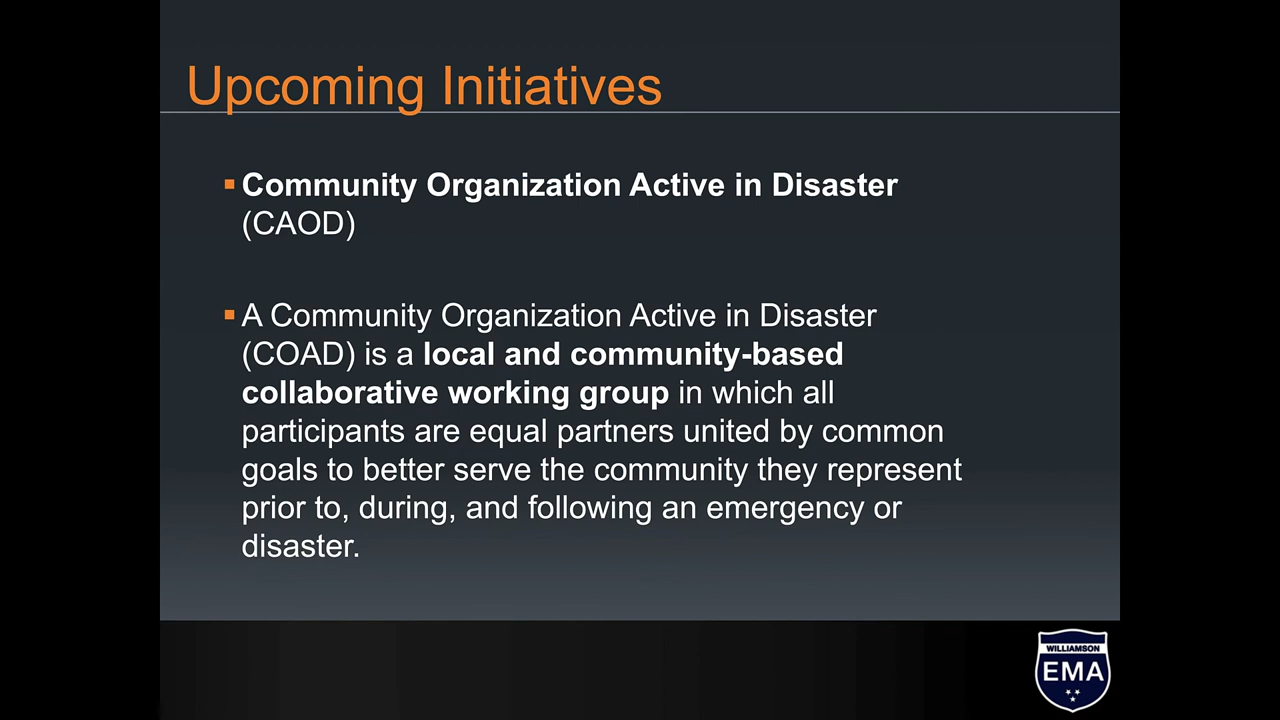 Upcoming Initiatives
Community Organization Active in Disaster
(CAOD)
A Community Organization Active in Disaster
(COAD) is a local and community-based
collaborative working group in which all
participants are equal partners united by common
goals to better serve the community they represent
prior to, during, and following an emergency or
disaster.
WILLIAMSON
EMA